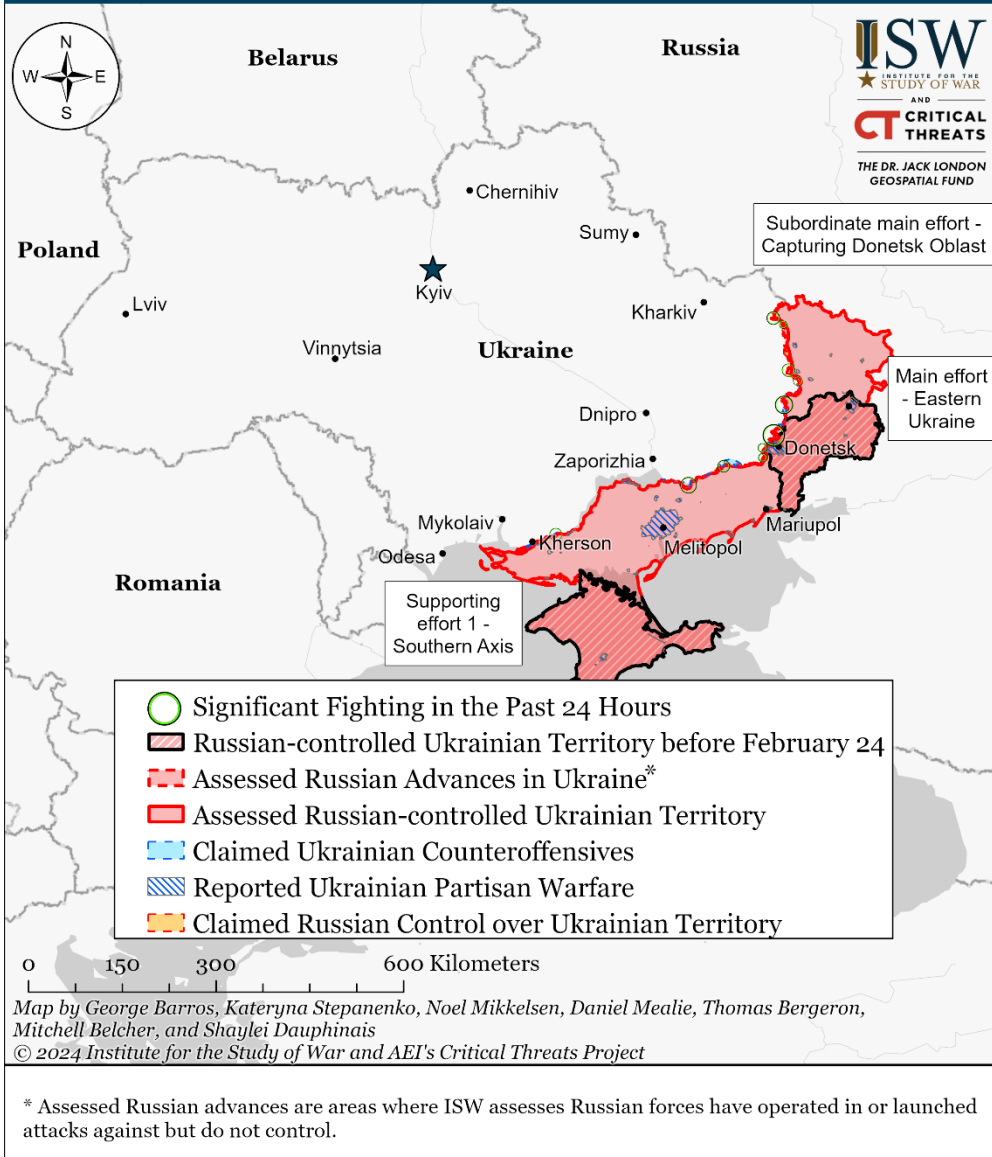 N
W
E
S
Belarus
Russia
ISW
INSTITUTE FOR THE
STUDY OF WAR
AND
CT CRITICAL
THREATS
THE DR. JACK LONDON
GEOSPATIAL FUND
Chernihiv
Subordinate main effort -
Capturing Donetsk Oblast
Sumy
Poland
Kyiv
Lviv
Kharkiv
Vinnytsia
Ukraine
Main effort
- Eastern
Ukraine
Dnipro
Donetsk
Zaporizhia
Mykolaiv
Mariupol
Kherson
Melitopol
Odesa
Romania
Supporting
effort 1 -
Southern Axis
Significant Fighting in the Past 24 Hours
Russian-controlled Ukrainian Territory before February 24
Assessed Russian Advances in Ukraine*
Assessed Russian-controlled Ukrainian Territory
Claimed Ukrainian Counteroffensives
Reported Ukrainian Partisan Warfare
Claimed Russian Control over Ukrainian Territory
0 150 300 600 Kilometers
Map by George Barros, Kateryna Stepanenko, Noel Mikkelsen, Daniel Mealie, Thomas Bergeron,
Mitchell Belcher, and Shaylei Dauphinais
© 2024 Institute for the Study of War and AEI's Critical Threats Project
* Assessed Russian advances are areas where ISW assesses Russian forces have operated in or launched
attacks against but do not control.